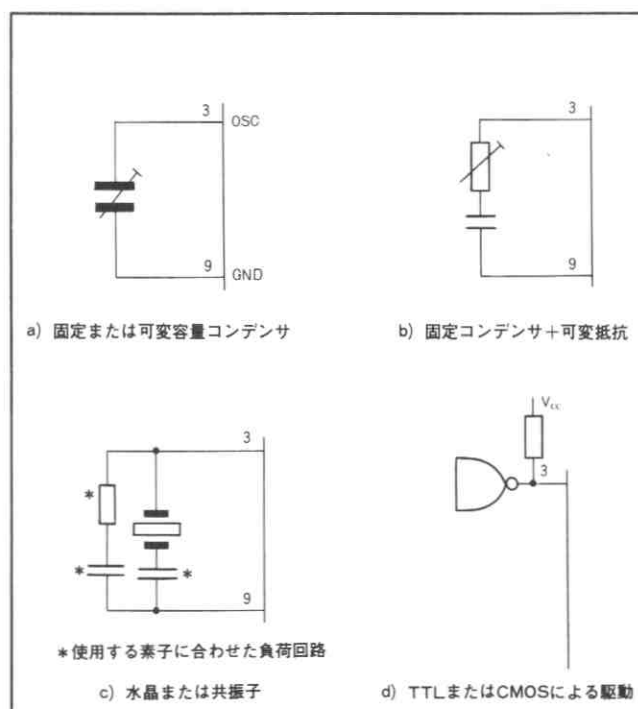 3
OSC
9
GND
a) 固定または可変容量コンデンサ
3
9
b) 固定コンデンサ+可変抵抗
3
*
*
*
9
*使用する素子に合わせた負荷回路
c) 水晶または共振子
Vcc
3
d) TTLまたはCMOSによる駆動